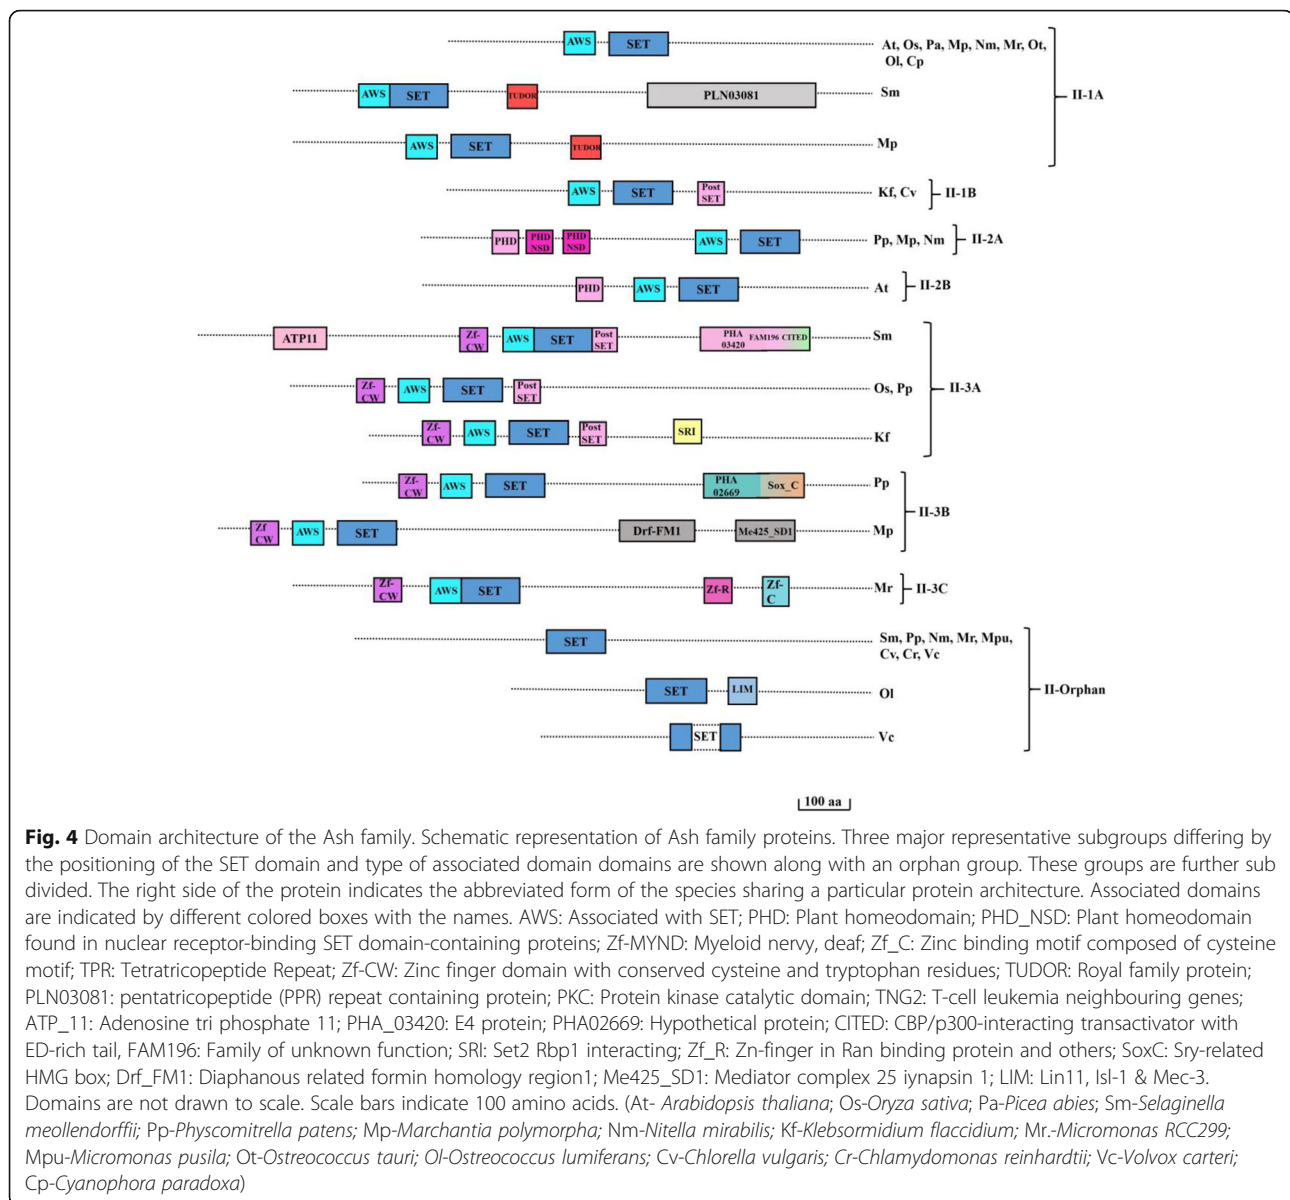 AWS SET At, Os, Pa, Mp, Nm, Mr, Ot,
Ol, Cp
AWS SET TUDOR PLN03081 Sm II-1A
AWS SET TUDOR Mp
AWS SET Post SET Kf, Cv II-1B
PHD PHD NSD PHD NSD AWS SET Pp, Mp, Nm II-2A
PHD AWS SET At II-2B
ATP11 Zf-CW AWS SET Post SET PHA 03420 FAM196 CITED Sm
Zf-CW AWS SET Post SET Os, Pp II-3A
Zf-CW AWS SET Post SET SRI Kf
Zf-CW AWS SET PHA 02669 Sox_C Pp
II-3B
Zf CW AWS SET Drf-FM1 Me425_SD1 Mp
Zf-CW AWS SET Zf-R Zf-C Mr II-3C
SET Sm, Pp, Nm, Mr, Mpu,
Cv, Cr, Vc
SET LIM Ol II-Orphan
SET Vc
100 aa
Fig. 4 Domain architecture of the Ash family. Schematic representation of Ash family proteins. Three major representative subgroups differing by
the positioning of the SET domain and type of associated domain domains are shown along with an orphan group. These groups are further sub
divided. The right side of the protein indicates the abbreviated form of the species sharing a particular protein architecture. Associated domains
are indicated by different colored boxes with the names. AWS: Associated with SET; PHD: Plant homeodomain; PHD_NSD: Plant homeodomain
found in nuclear receptor-binding SET domain-containing proteins; Zf-MYND: Myeloid nervy, deaf; Zf_C: Zinc binding motif composed of cysteine
motif; TPR: Tetratricopeptide Repeat; Zf-CW: Zinc finger domain with conserved cysteine and tryptophan residues; TUDOR: Royal family protein;
PLN03081: pentatricopeptide (PPR) repeat containing protein; PKC: Protein kinase catalytic domain; TNG2: T-cell leukemia neighbouring genes;
ATP_11: Adenosine tri phosphate 11; PHA_03420: E4 protein; PHA02669: Hypothetical protein; CITED: CBP/p300-interacting transactivator with
ED-rich tail, FAM196: Family of unknown function; SRI: Set2 Rbp1 interacting; Zf_R: Zn-finger in Ran binding protein and others; SoxC: Sry-related
HMG box; Drf_FM1: Diaphanous related formin homology region1; Me425_SD1: Mediator complex 25 iynapsin 1; LIM: Lin11, Isl-1 & Mec-3.
Domains are not drawn to scale. Scale bars indicate 100 amino acids. (At- Arabidopsis thaliana; Os-Oryza sativa; Pa-Picea abies; Sm-Selaginella
meollendorffii; Pp-Physcomitrella patens; Mp-Marchantia polymorpha; Nm-Nitella mirabilis; Kf-Klebsormidium flaccidium; Mr.-Micromonas RCC299;
Mpu-Micromonas pusila; Ot-Ostreococcus tauri; Ol-Ostreococcus lumiferans; Cv-Chlorella vulgaris; Cr-Chlamydomonas reinhardtii; Vc-Volvox carteri;
Cp-Cyanophora paradoxa)